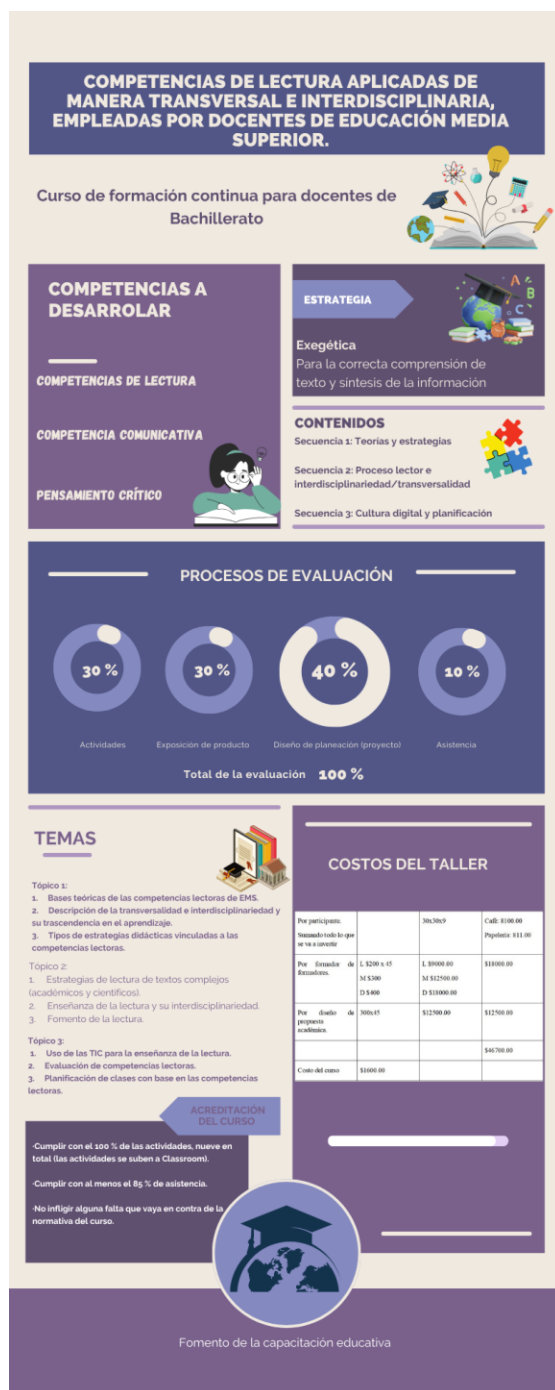 COMPETENCIAS DE LECTURA APLICADAS DE
MANERA TRANSVERSAL E INTERDISCIPLINARIA,
EMPLEADAS POR DOCENTES DE EDUCACIÓN MEDIA
SUPERIOR.
Curso de formación continua para docentes de
Bachillerato
COMPETENCIAS A
DESARROLAR
COMPETENCIAS DE LECTURA
COMPETENCIA COMUNICATIVA
PENSAMIENTO CRÍTICO
ESTRATEGIA
A
B
C
Exegética
Para la correcta comprensión de
texto y síntesis de la información
CONTENIDOS
Secuencia 1: Teorías y estrategias
Secuencia 2: Proceso lector e
interdisciplinariedad/transversalidad
Secuencia 3: Cultura digital y planificación
PROCESOS DE EVALUACIÓN
30 %
30 %
40 %
10 %
Actividades
Exposición de producto
Diseño de planeación (proyecto)
Asistencia
Total de la evaluación 100 %
TEMAS
Tópico 1:
1. Bases teóricas de las competencias lectoras de EMS.
2. Descripción de la transversalidad e interdisciplinariedad y
su trascendencia en el aprendizaje.
3. Tipos de estrategias didácticas vinculadas a las
competencias lectoras.
Tópico 2:
1. Estrategias de lectura de textos complejos
(académicos y científicos).
2. Enseñanza de la lectura y su interdisciplinariedad.
3. Fomento de la lectura.
Tópico 3:
1. Uso de las TIC para la enseñanza de la lectura.
2. Evaluación de competencias lectoras.
3. Planificación de clases con base en las competencias
lectoras.
ACREDITACIÓN
DEL CURSO
·Cumplir con el 100 % de las actividades, nueve en
total (las actividades se suben a Classroom).
·Cumplir con al menos el 85 % de asistencia.
·No infligir alguna falta que vaya en contra de la
normativa del curso.
COSTOS DEL TALLER
Por participante. 30x30x9 Café: $100.00
Sumando todo lo que Papelería: $11.00
se va a invertir
Por formador de L $200 x 45 L $9000.00 $18000.00
formadores. M $300 M $12500.00
D $400 D $18000.00
Por diseño de 300x45 $12500.00 $12500.00
propuesta
académica.
$46700.00
Costo del curso $1600.00
Fomento de la capacitación educativa